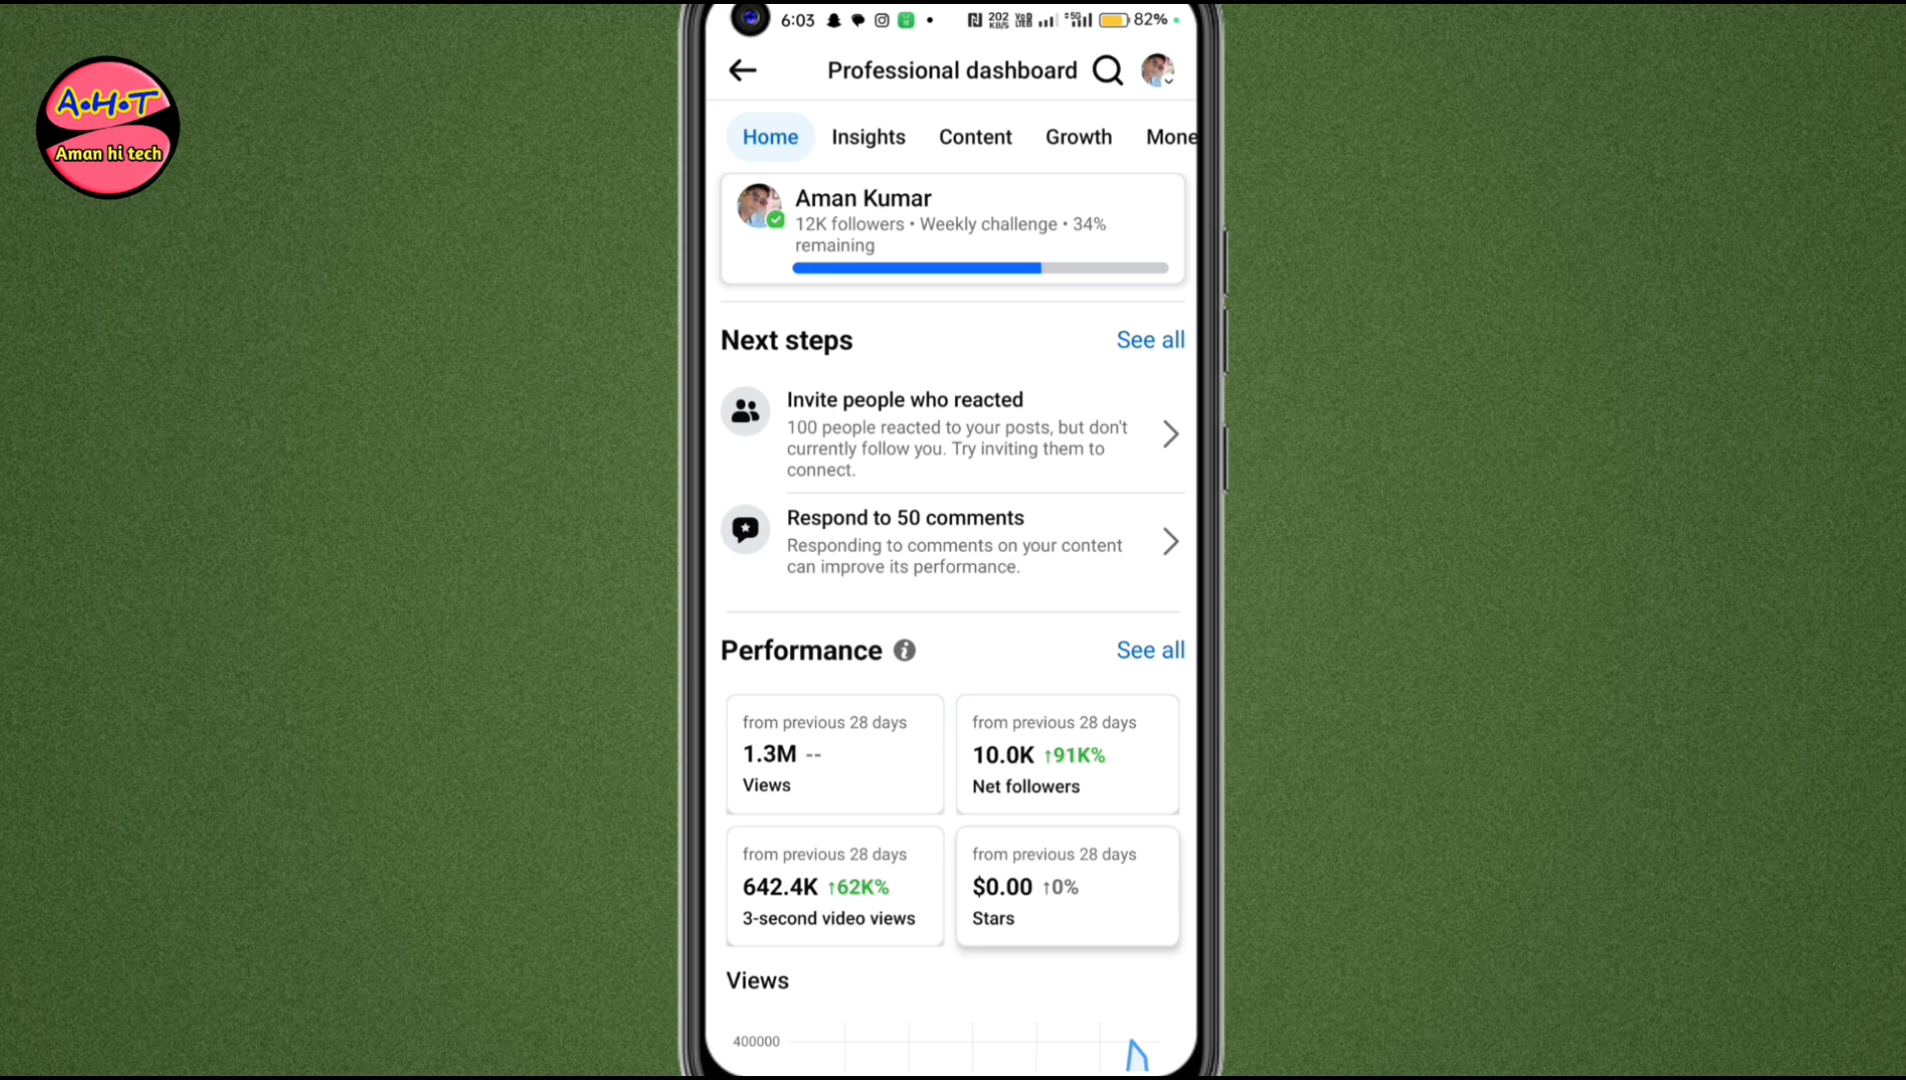 A.H.T
Aman hi tech
6:03
202
KB/S
5G
82%
Professional dashboard
Home
Insights
Content
Growth
Mone
Aman Kumar
12K followers • Weekly challenge • 34%
remaining
Next steps
See all
Invite people who reacted
100 people reacted to your posts, but don't
currently follow you. Try inviting them to
connect.
Respond to 50 comments
Responding to comments on your content
can improve its performance.
Performance
See all
from previous 28 days
1.3M --
Views
from previous 28 days
10.0K ↑91K%
Net followers
from previous 28 days
642.4K ↑62K%
3-second video views
from previous 28 days
$0.00 ↑0%
Stars
Views
400000